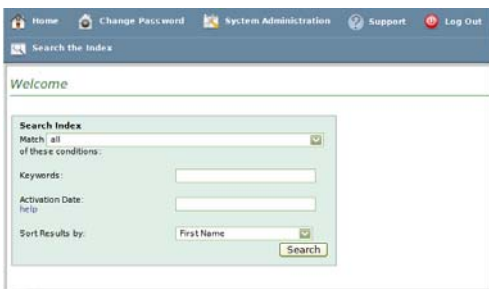 Home Change Password System Administration Support Log Out
Search the Index
Welcome
Search Index
Match all
of these conditions:
Keywords:
Activation Date:
help
Sort Results by: First Name
Search